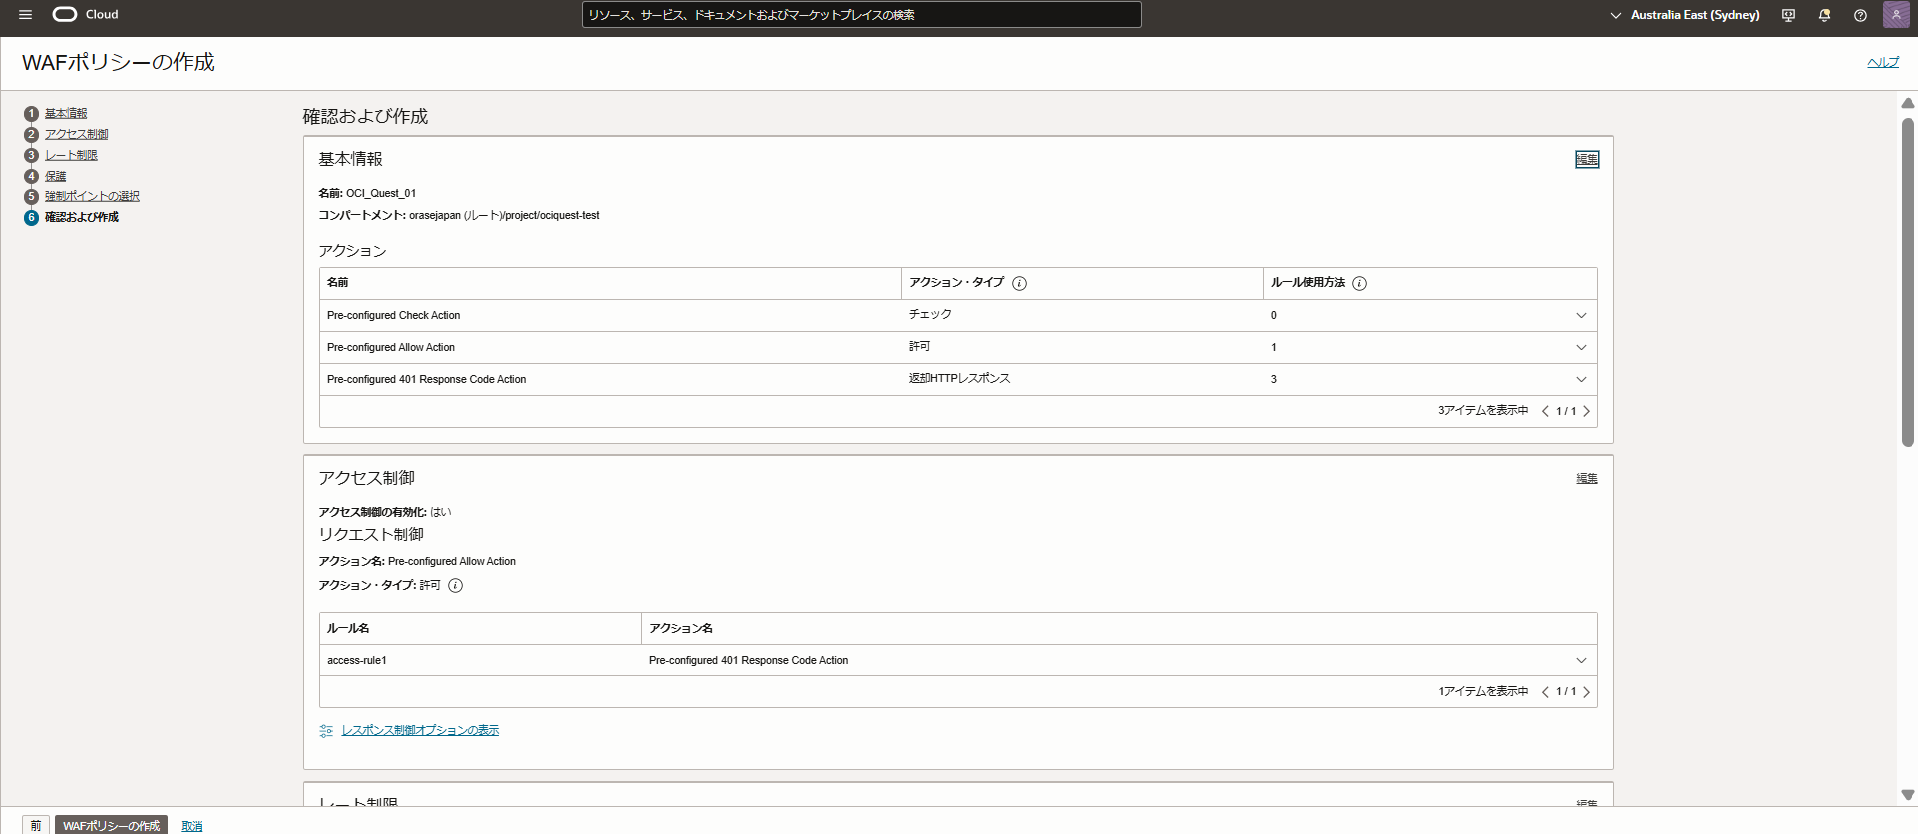 Cloud
リソース、サービス、ドキュメントおよびマーケットプレイスの検索
Australia East (Sydney)
WAFポリシーの作成
ヘルプ
1 基本情報
2 アクセス制御
3 レート制限
4 保護
5 強制ポイントの選択
6 確認および作成
確認および作成
基本情報
編集
名前: OCI_Quest_01
コンパートメント: orasejapan (ルート)/project/ociquest-test
アクション
名前 アクション・タイプ ルール使用方法
Pre-configured Check Action チェック 0
Pre-configured Allow Action 許可 1
Pre-configured 401 Response Code Action 返却HTTPレスポンス 3
3アイテムを表示中 1 / 1
アクセス制御
編集
アクセス制御の有効化: はい
リクエスト制御
アクション名: Pre-configured Allow Action
アクション・タイプ: 許可
ルール名 アクション名
access-rule1 Pre-configured 401 Response Code Action
1アイテムを表示中 1 / 1
レスポンス制御オプションの表示
レート制限
編集
前 WAFポリシーの作成 取消